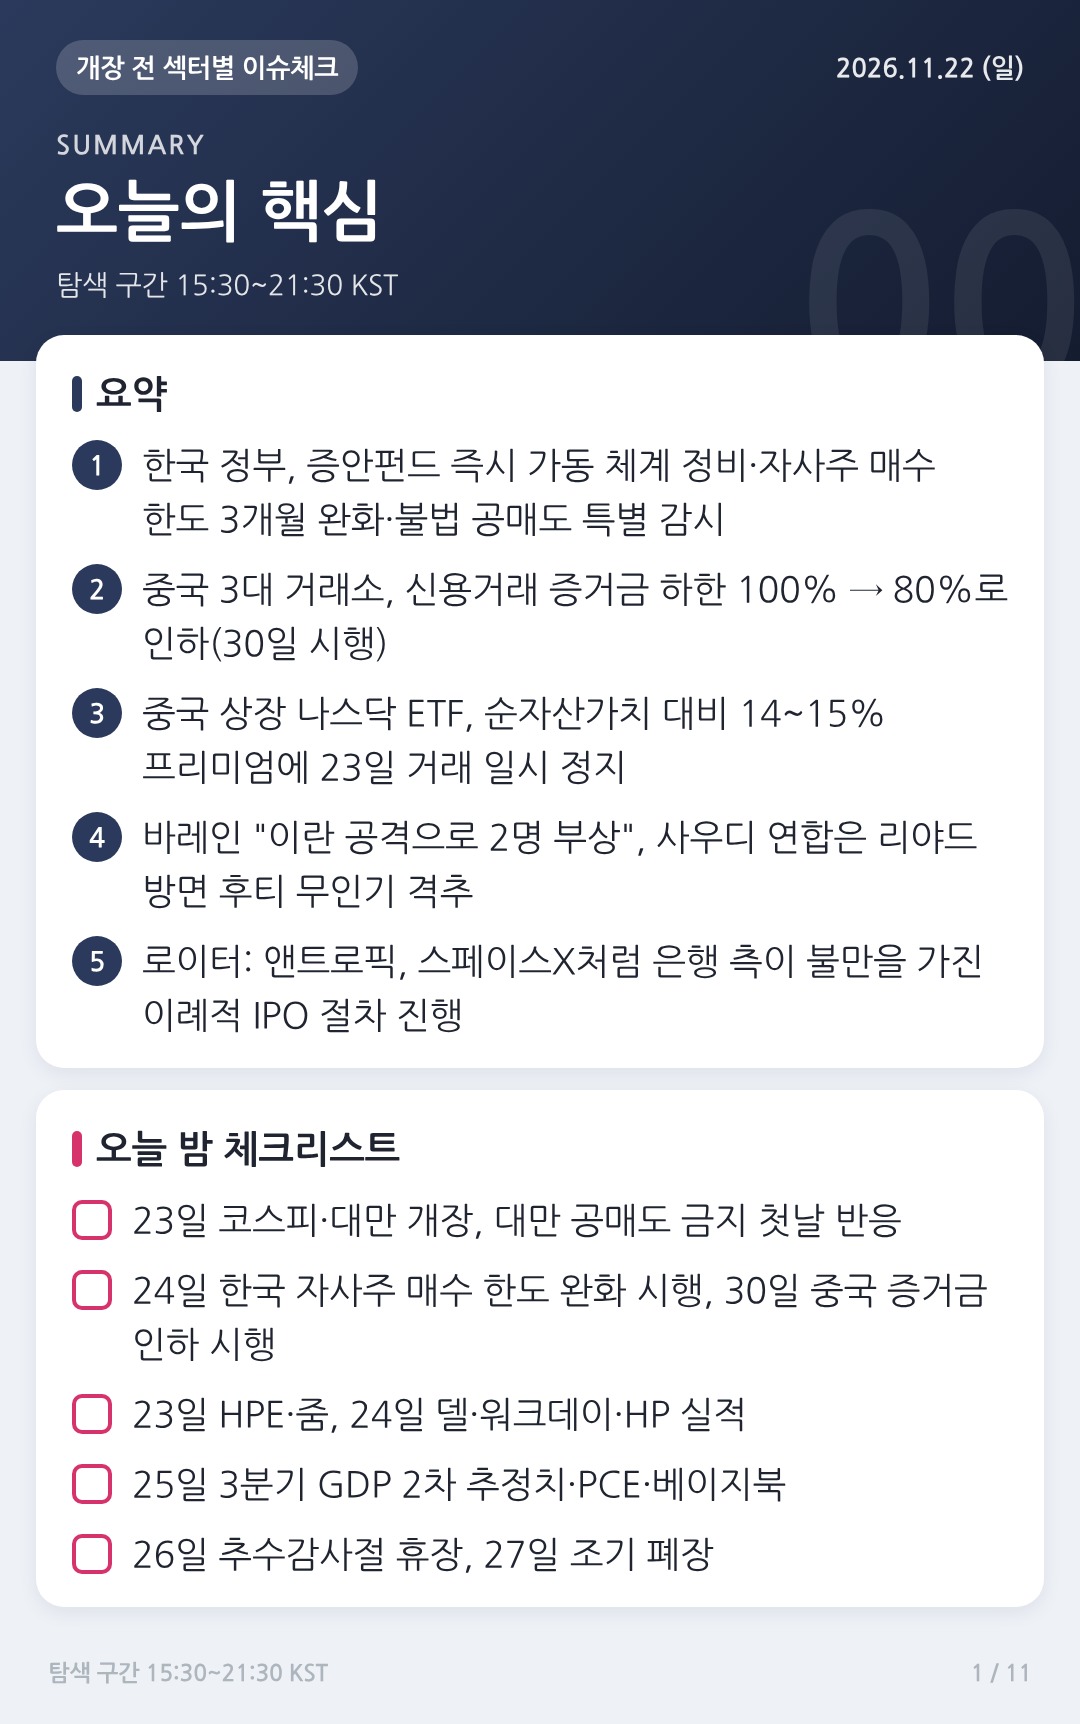 개장 전 섹터별 이슈체크
2026.11.22 (일)
SUMMARY
오늘의 핵심
탐색 구간 15:30~21:30 KST
00
요약
1 한국 정부, 증안펀드 즉시 가동 체계 정비·자사주 매수
한도 3개월 완화·불법 공매도 특별 감시
2 중국 3대 거래소, 신용거래 증거금 하한 100% → 80%로
인하(30일 시행)
3 중국 상장 나스닥 ETF, 순자산가치 대비 14~15%
프리미엄에 23일 거래 일시 정지
4 바레인 "이란 공격으로 2명 부상", 사우디 연합은 리야드
방면 후티 무인기 격추
5 로이터: 앤트로픽, 스페이스X처럼 은행 측이 불만을 가진
이례적 IPO 절차 진행
오늘 밤 체크리스트
23일 코스피·대만 개장, 대만 공매도 금지 첫날 반응
24일 한국 자사주 매수 한도 완화 시행, 30일 중국 증거금
인하 시행
23일 HPE·줌, 24일 델·워크데이·HP 실적
25일 3분기 GDP 2차 추정치·PCE·베이지북
26일 추수감사절 휴장, 27일 조기 폐장
탐색 구간 15:30~21:30 KST
1 / 11